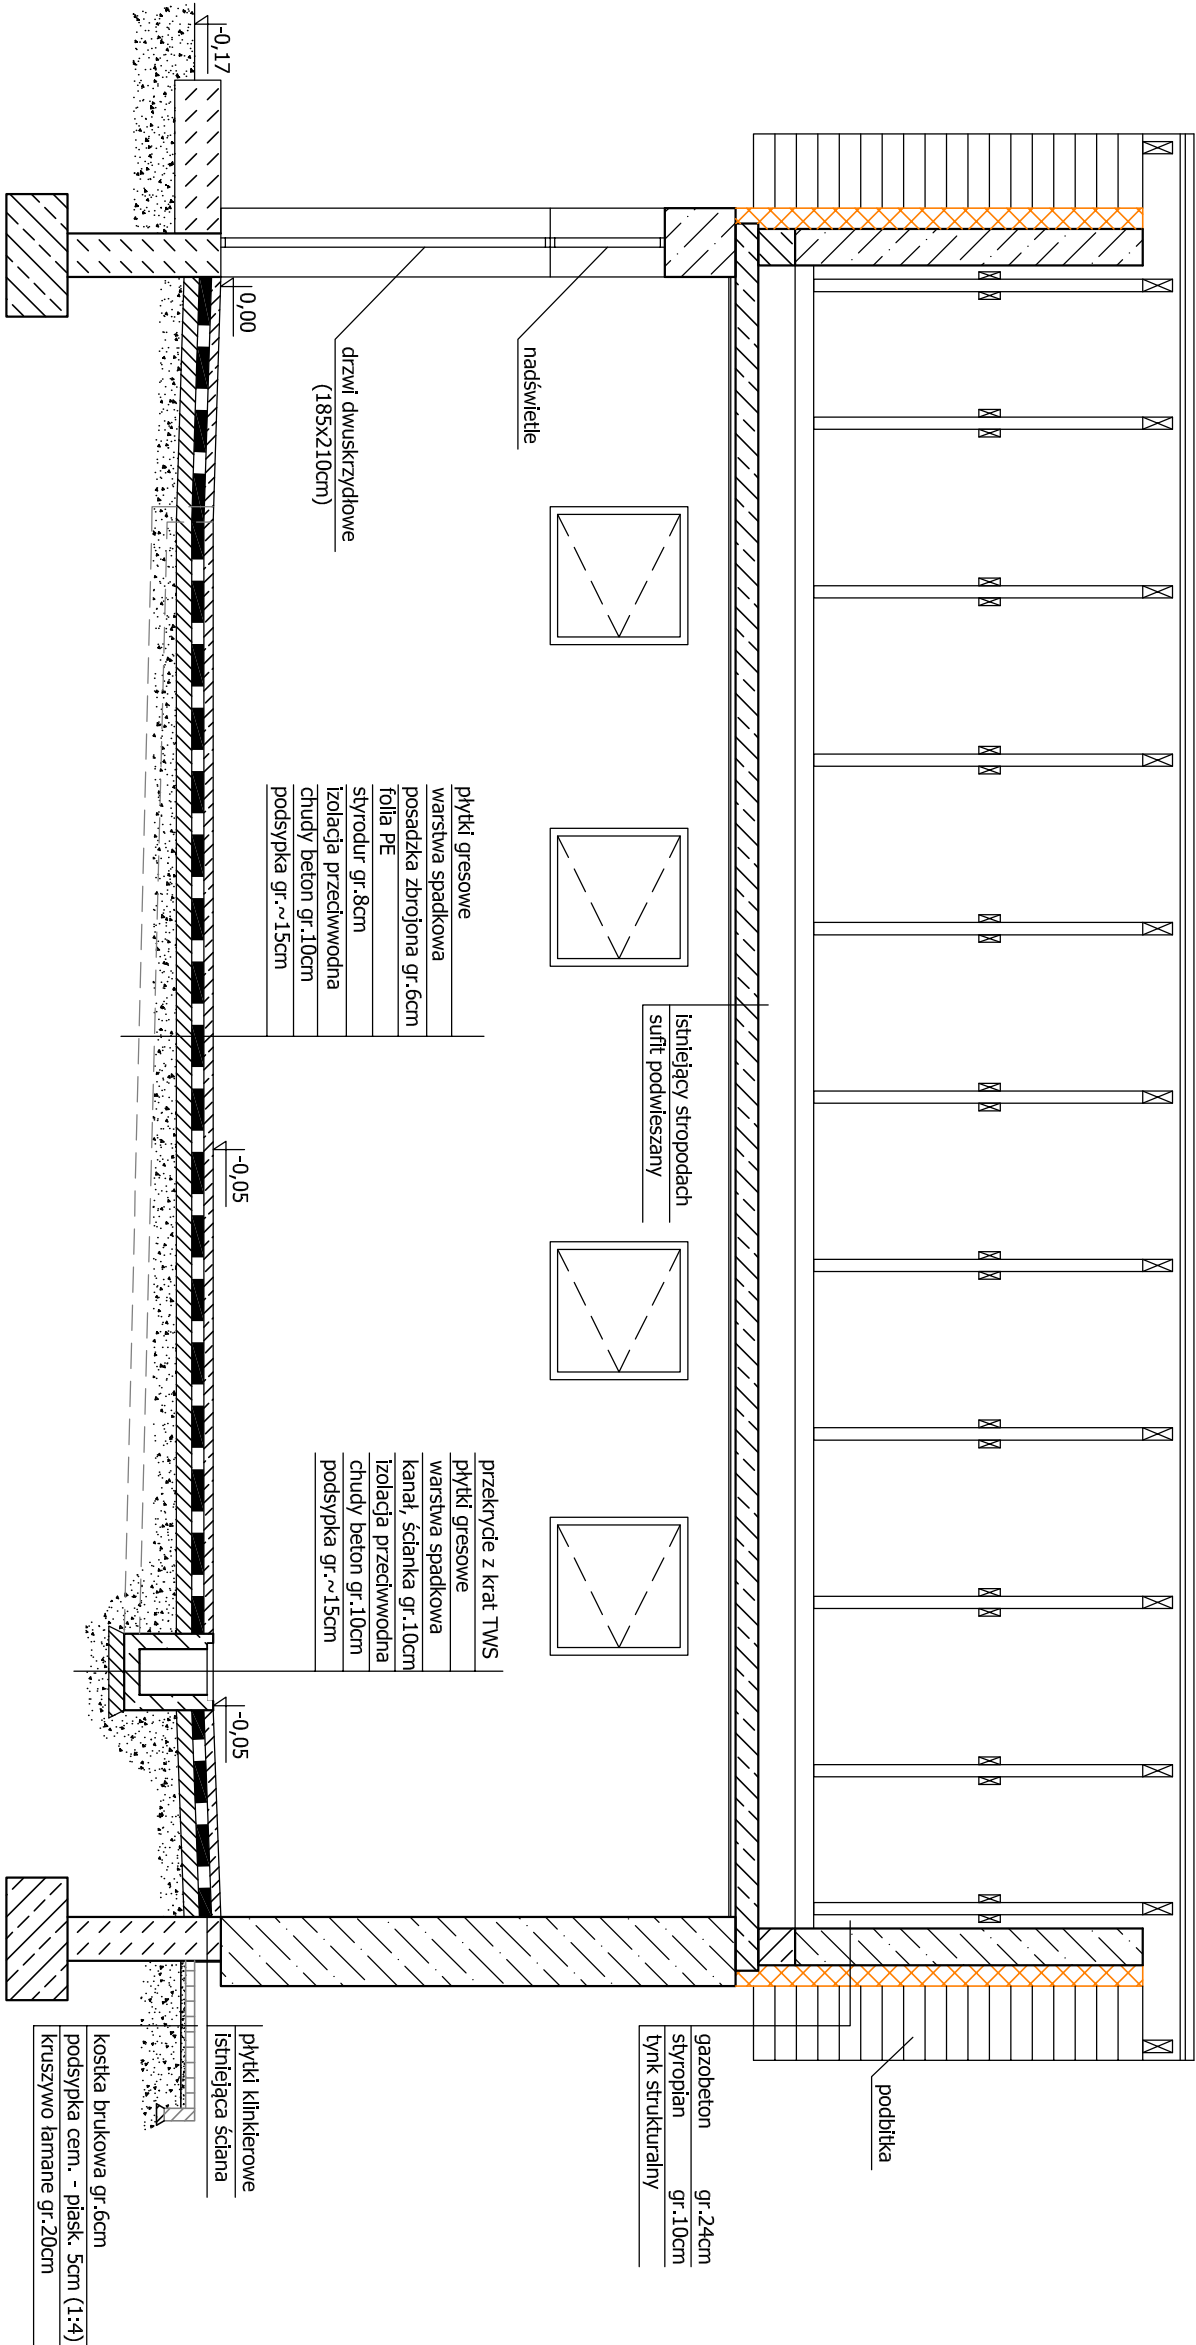 podbitka
gazobeton gr.24cm
styropian gr.10cm
tynk strukturalny
istniejący stropodach
sufit podwieszany
nadświetle
drzwi dwuskrzydłowe
(185x210cm)
płytki gresowe
warstwa spadkowa
posadzka zbrojona gr.6cm
folia PE
styrodur gr.8cm
izolacja przeciwwodna
chudy beton gr.10cm
podsypka gr.~15cm
przekrycie z krat TWS
płytki gresowe
warstwa spadkowa
kanał, ścianka gr.10cm
izolacja przeciwwodna
chudy beton gr.10cm
podsypka gr.~15cm
-0,17
0,00
-0,05
-0,05
płytki klinkierowe
istniejąca ściana
kostka brukowa gr.6cm
podsypka cem. - piask. 5cm (1:4)
kruszywo łamane gr.20cm